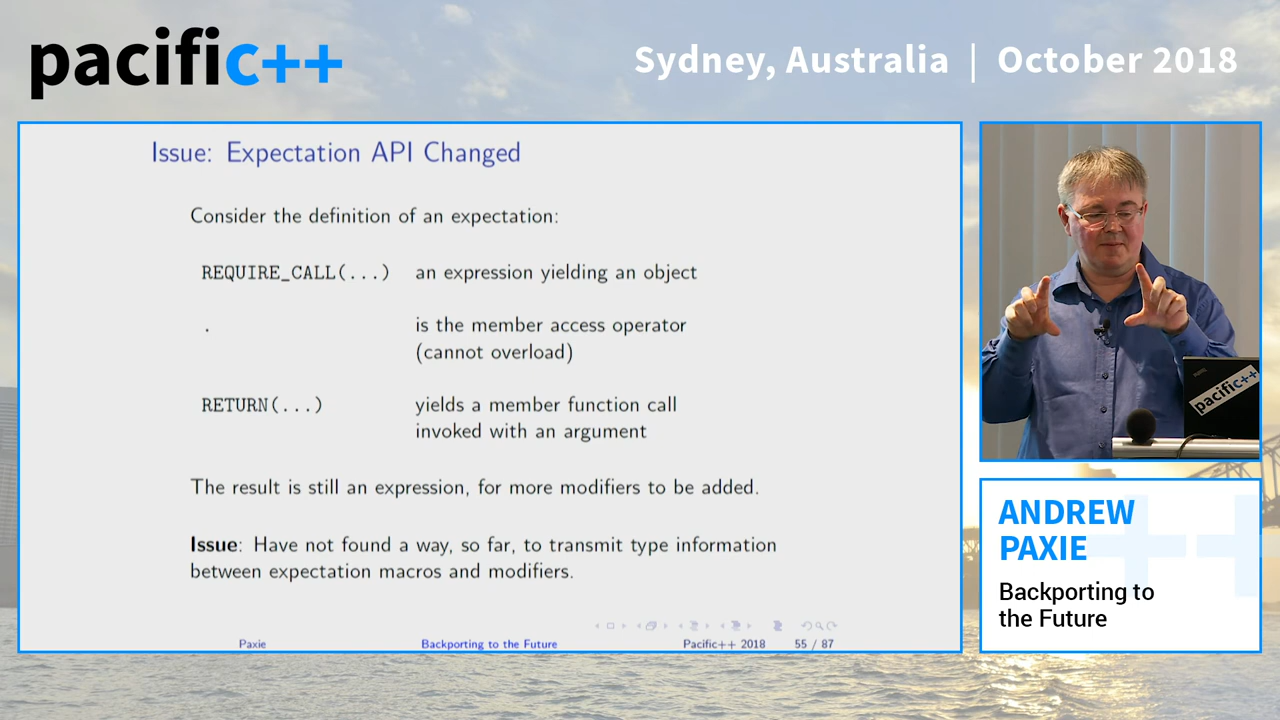 pacific++
Sydney, Australia | October 2018
Issue: Expectation API Changed
Consider the definition of an expectation:
REQUIRE_CALL(...) an expression yielding an object
. is the member access operator
(cannot overload)
RETURN(...) yields a member function call
invoked with an argument
The result is still an expression, for more modifiers to be added.
Issue: Have not found a way, so far, to transmit type information
between expectation macros and modifiers.
Paxie Backporting to the Future Pacific++ 2018 55 / 87
pacific++
ANDREW
PAXIE
Backporting to
the Future